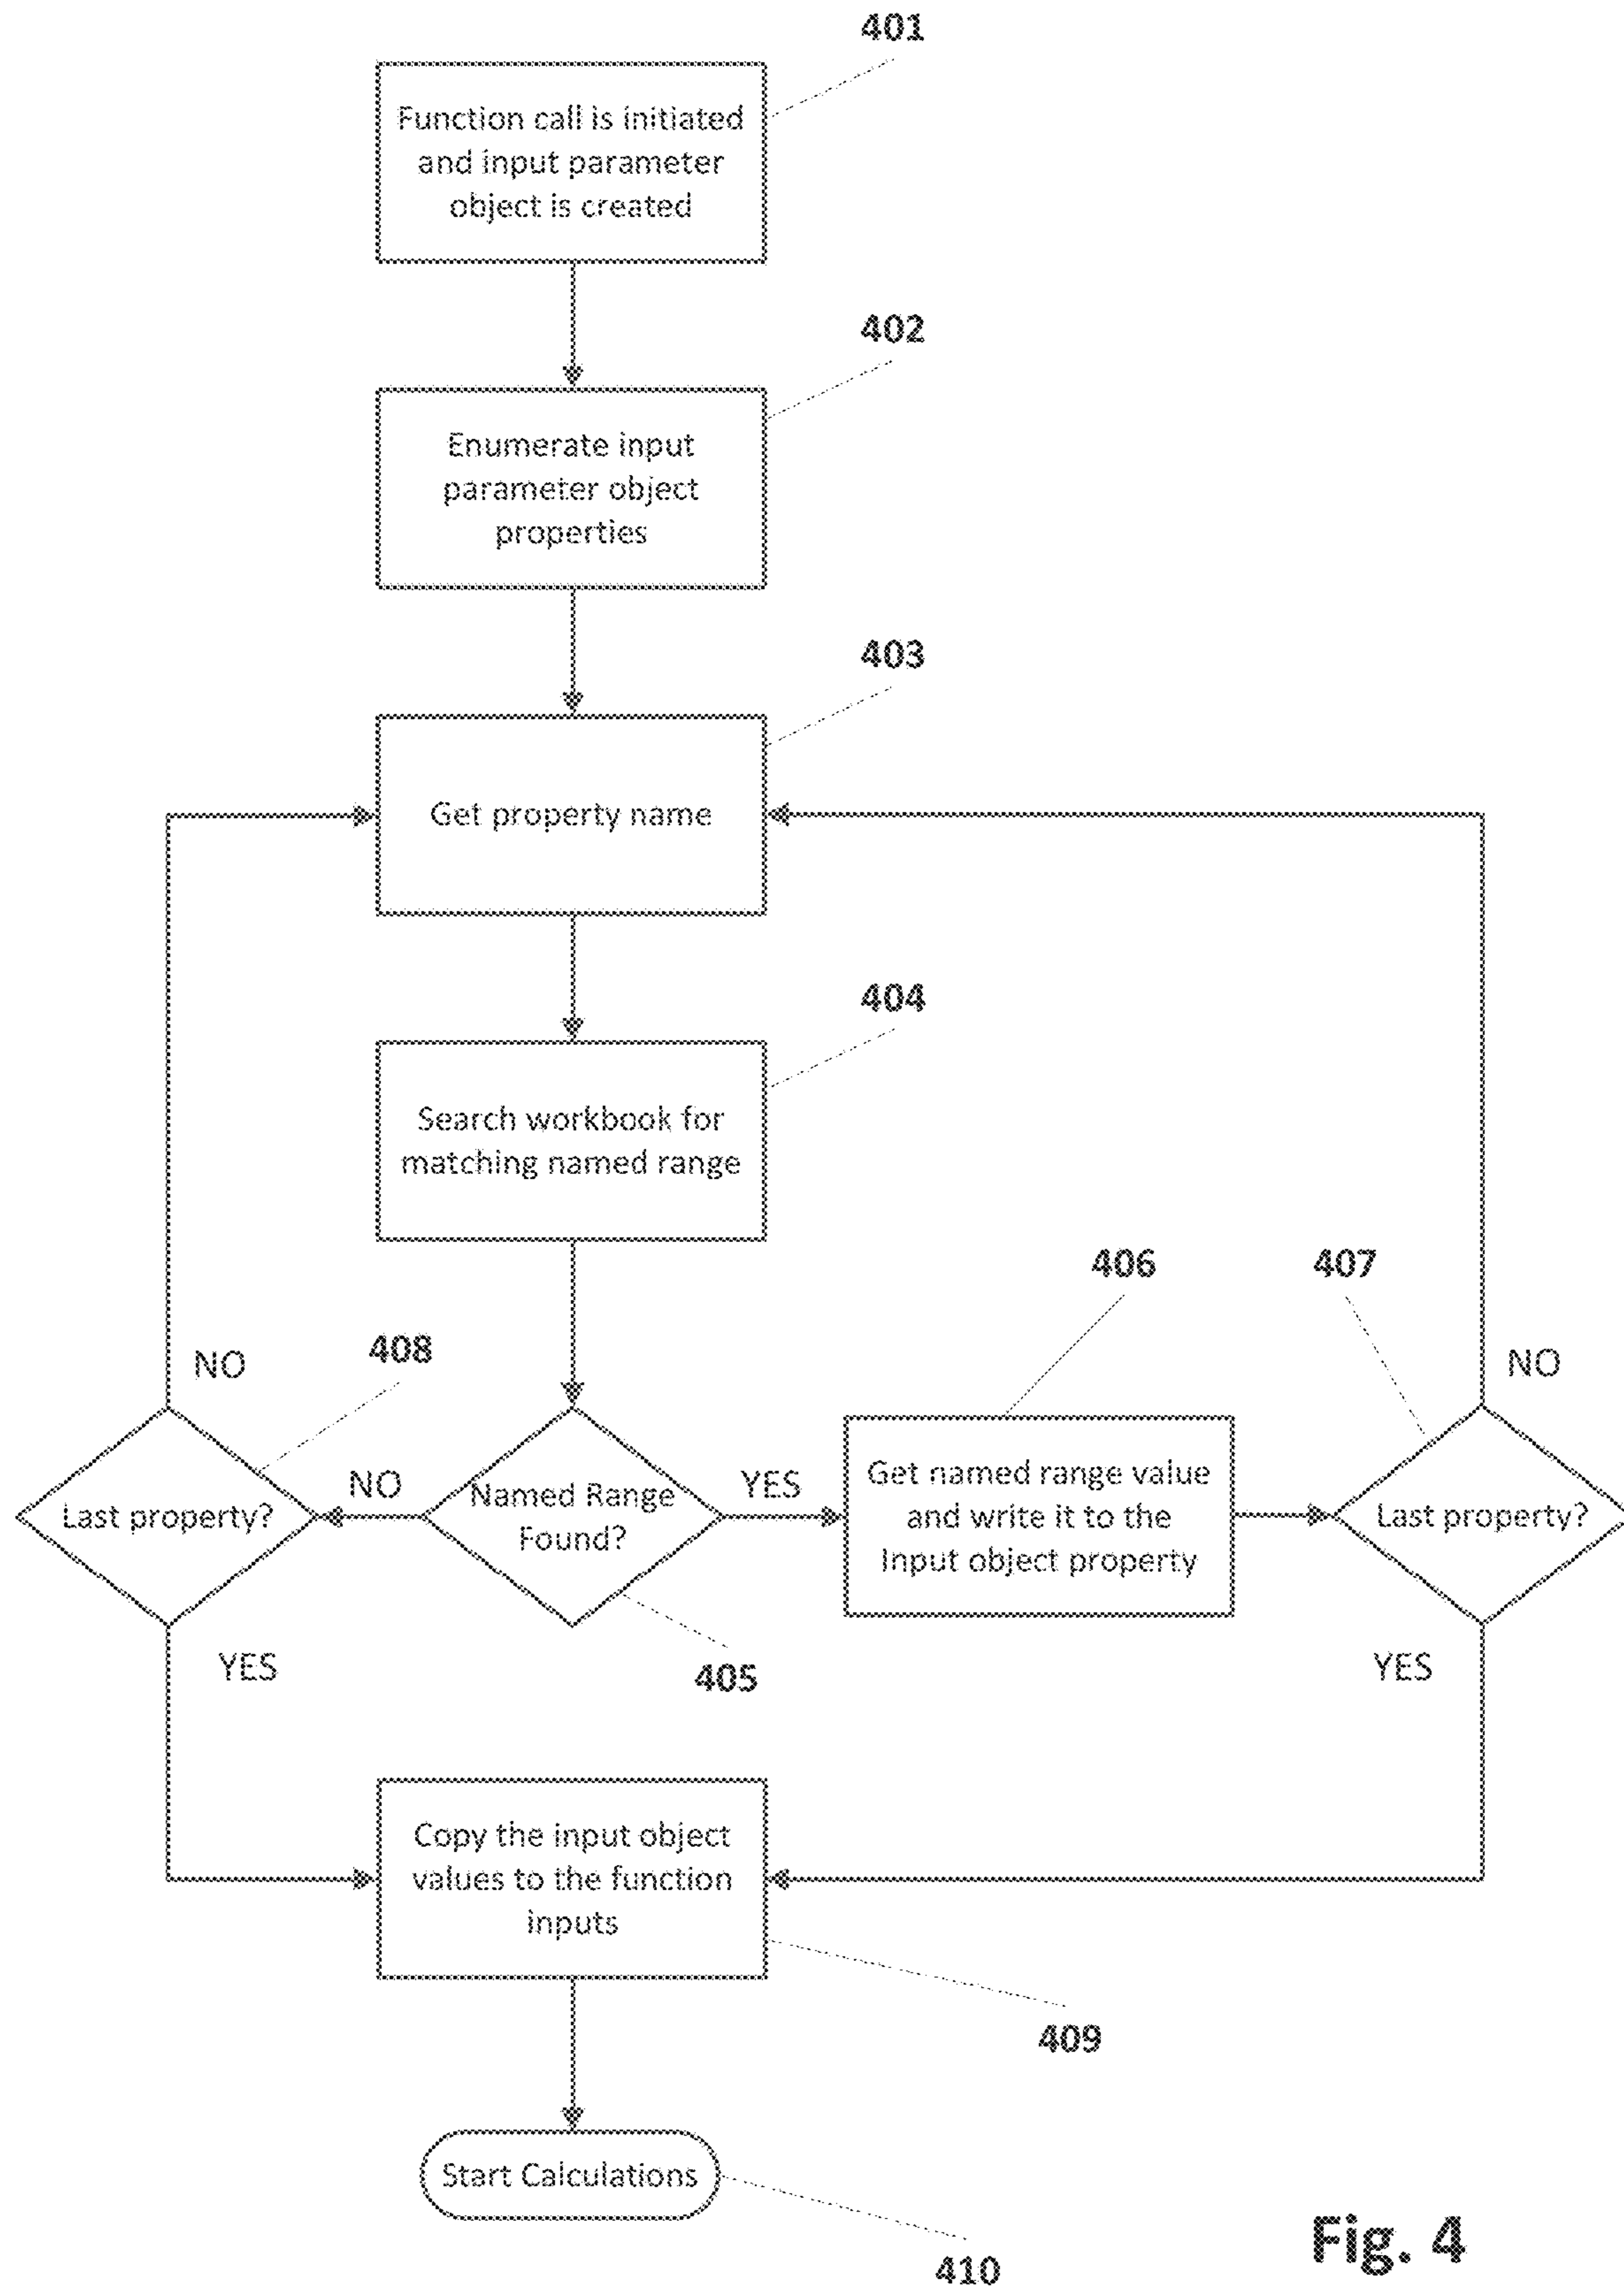 401
Function call is initiated
and input parameter
object is created
402
Enumerate input
parameter object
properties
403
Get property name
404
Search workbook for
matching named range
406
407
408
NO
NO
Last property?
NO
Named Range
Found?
YES
Get named range value
and write it to the
Input object property
Last property?
YES
405
YES
Copy the input object
values to the function
inputs
409
Start Calculations
410
Fig. 4